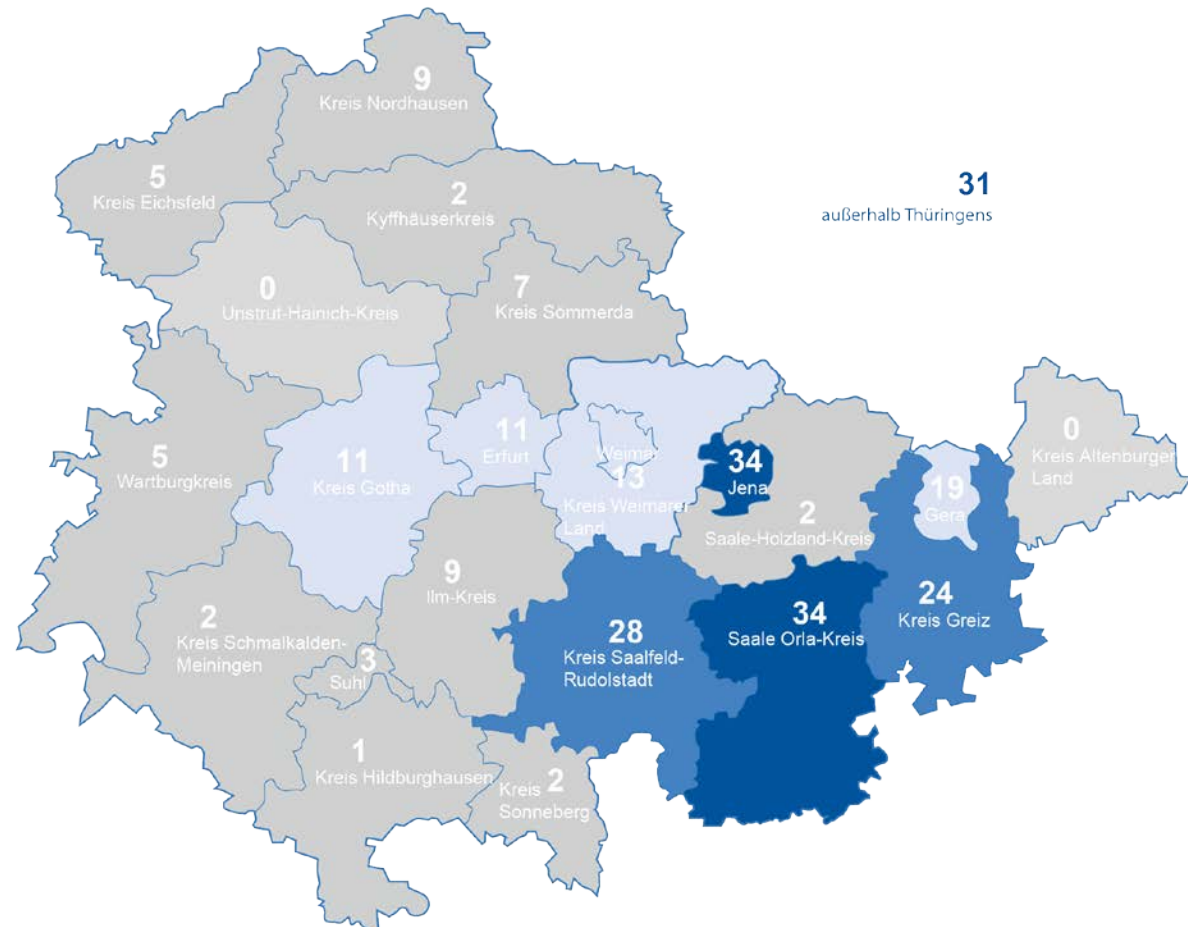 9
Kreis Nordhausen
5
Kreis Eichsfeld
2
Kyffhäuserkreis
31
außerhalb Thüringens
0
Unstrut-Hainich-Kreis
7
Kreis Sömmerda
5
Wartburgkreis
11
Kreis Gotha
11
Erfurt
Weimar
13
Kreis Weimarer
Land
34
Jena
2
Saale-Holzland-Kreis
19
Gera
0
Kreis Altenburger
Land
2
Kreis Schmalkalden-
Meiningen
9
Ilm-Kreis
28
Kreis Saalfeld-
Rudolstadt
34
Saale Orla-Kreis
24
Kreis Greiz
3
Suhl
1
Kreis Hildburghausen
2
Kreis
Sonneberg